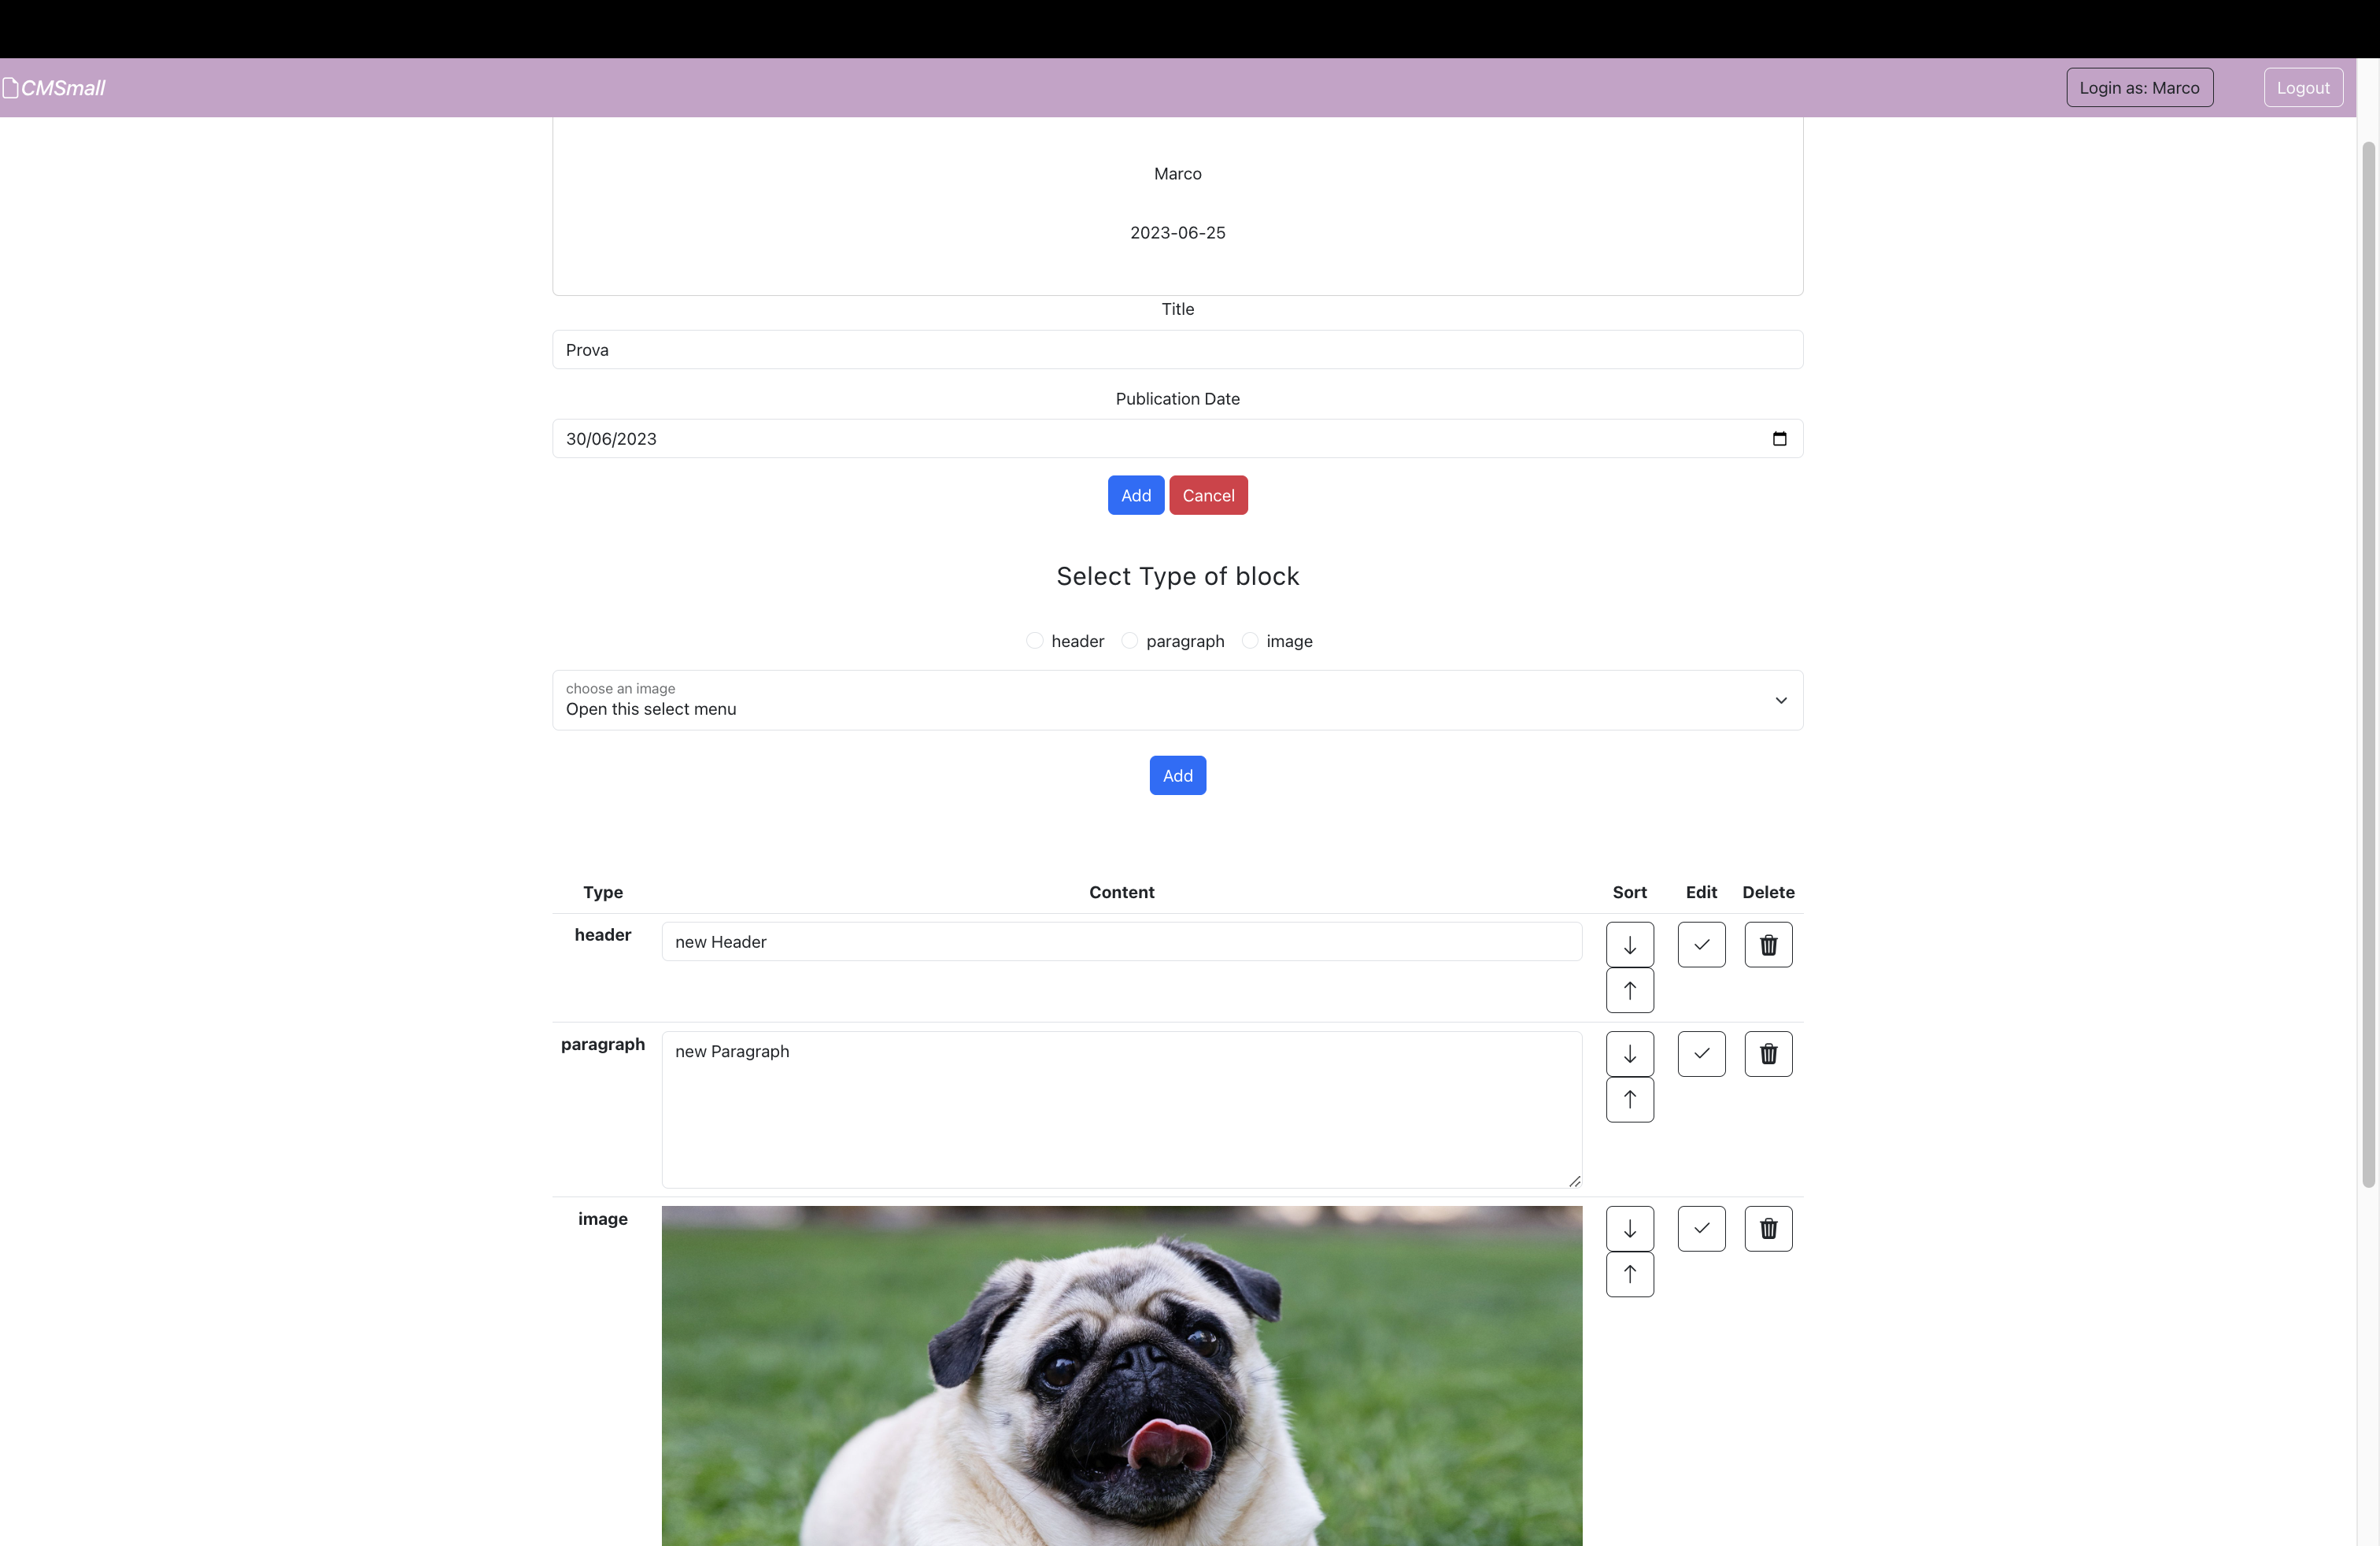 CMSmall
Login as: Marco
Logout
Marco
2023-06-25
Title
Prova
Publication Date
30/06/2023
Add
Cancel
Select Type of block
header
paragraph
image
choose an image
Open this select menu
Add
Type
Content
Sort
Edit
Delete
header
new Header
paragraph
new Paragraph
image